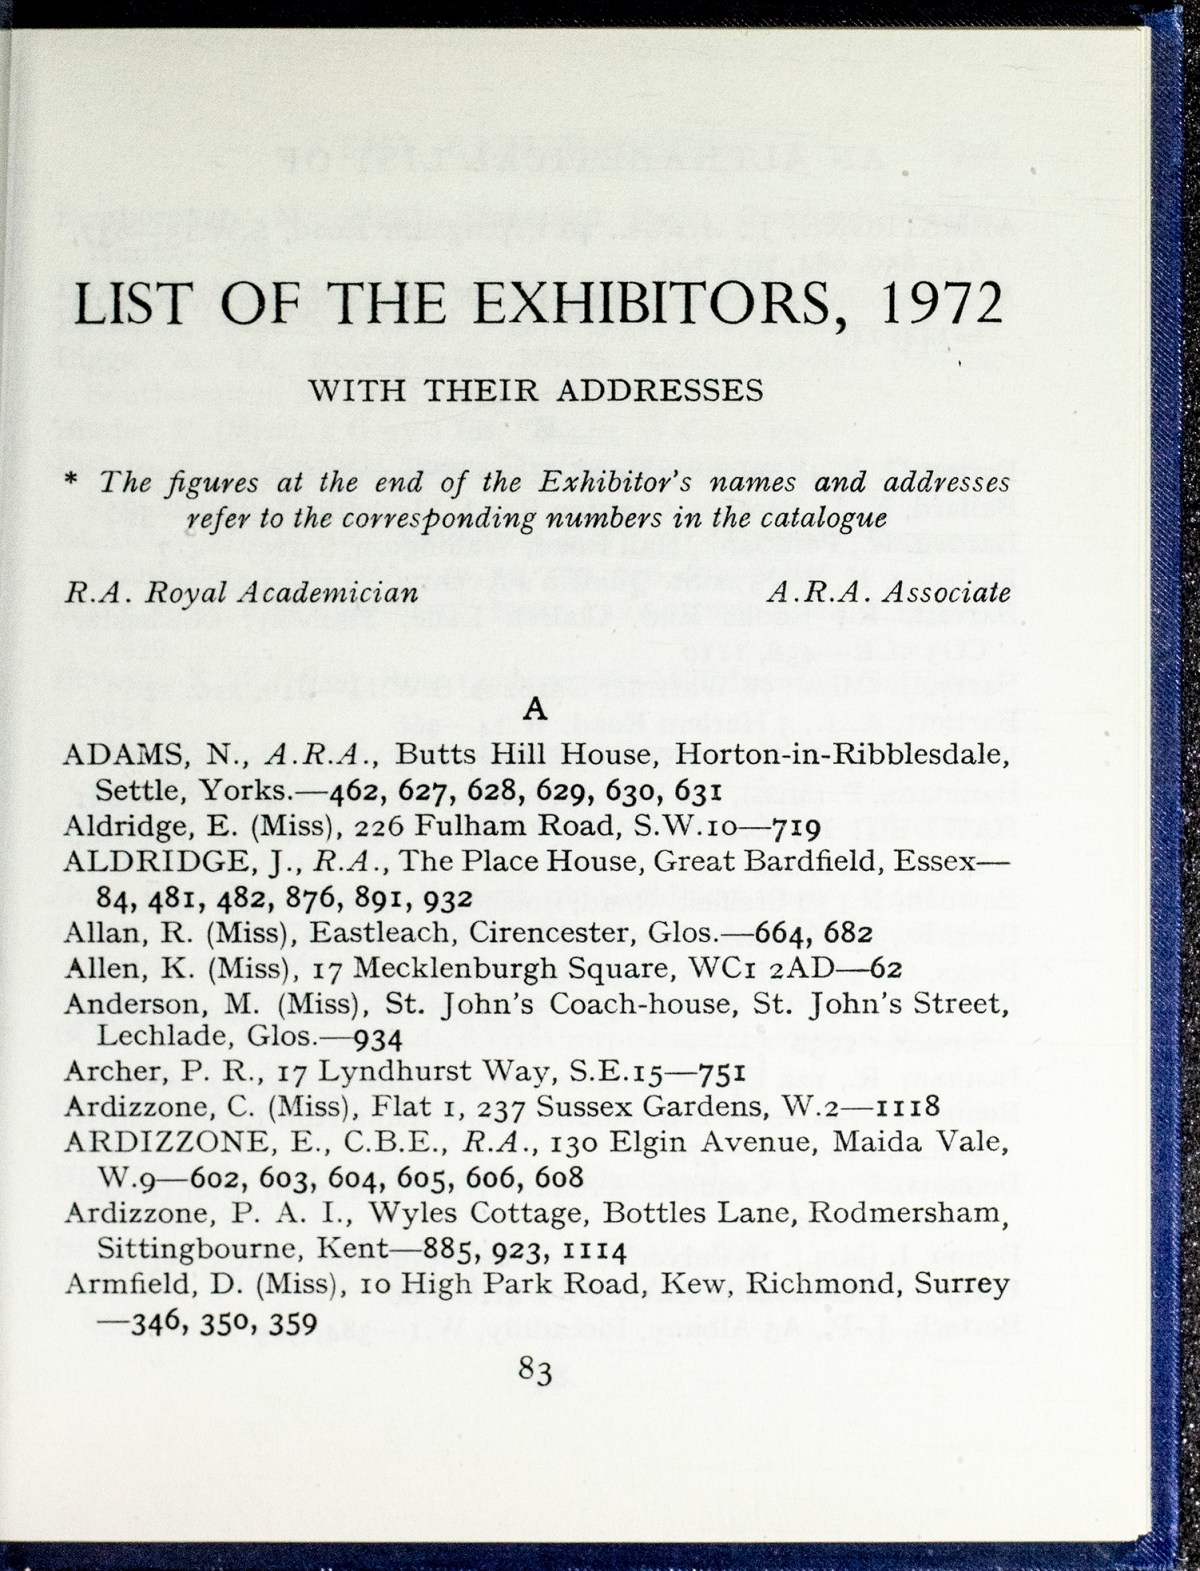 LIST OF THE EXHIBITORS, 1972
WITH THEIR ADDRESSES
* The figures at the end of the Exhibitor's names and addresses
refer to the corresponding numbers in the catalogue
R.A. Royal Academician A.R.A. Associate
A
ADAMS, N., A.R.A., Butts Hill House, Horton-in-Ribblesdale,
Settle, Yorks.—462, 627, 628, 629, 630, 631
Aldridge, E. (Miss), 226 Fulham Road, S.W.10—719
ALDRIDGE, J., R.A., The Place House, Great Bardfield, Essex—
84, 481, 482, 876, 891, 932
Allan, R. (Miss), Eastleach, Cirencester, Glos.—664, 682
Allen, K. (Miss), 17 Mecklenburgh Square, WC1 2AD—62
Anderson, M. (Miss), St. John's Coach-house, St. John's Street,
Lechlade, Glos.—934
Archer, P. R., 17 Lyndhurst Way, S.E.15—751
Ardizzone, C. (Miss), Flat 1, 237 Sussex Gardens, W.2—1118
ARDIZZONE, E., C.B.E., R.A., 130 Elgin Avenue, Maida Vale,
W.9—602, 603, 604, 605, 606, 608
Ardizzone, P. A. I., Wyles Cottage, Bottles Lane, Rodmersham,
Sittingbourne, Kent—885, 923, 1114
Armfield, D. (Miss), 10 High Park Road, Kew, Richmond, Surrey
—346, 350, 359
83